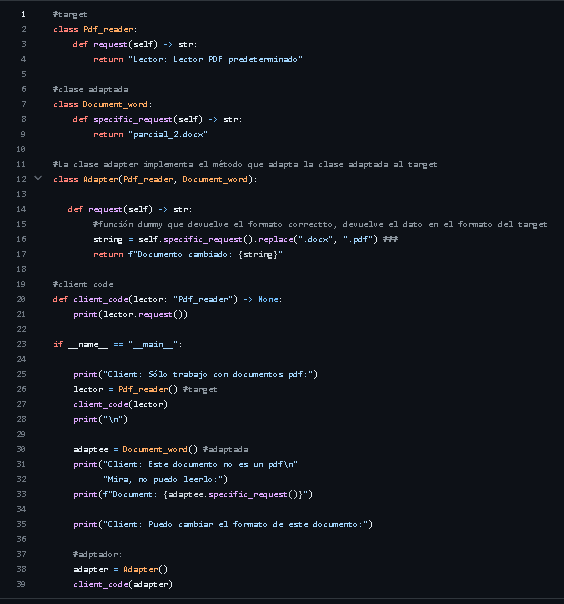 1 #target
2 class Pdf_reader:
3 def request(self) -> str:
4 return "Lector: Lector PDF predeterminado"
5
6 #clase adaptada
7 class Document_word:
8 def specific_request(self) -> str:
9 return "parcial_2.docx"
10
11 #La clase adapter implementa el método que adapta la clase adaptada al target
12 class Adapter(Pdf_reader, Document_word):
13
14 def request(self) -> str:
15 #función dummy que devuelve el formato correctto, devuelve el dato en el formato del target
16 string = self.specific_request().replace(".docx", ".pdf") ###
17 return f"Documento cambiado: {string}"
18
19 #client code
20 def client_code(lector: "Pdf_reader") -> None:
21 print(lector.request())
22
23 if __name__ == "__main__":
24
25 print("Client: Sólo trabajo con documentos pdf:")
26 lector = Pdf_reader() #target
27 client_code(lector)
28 print("\n")
29
30 adaptee = Document_word() #adaptada
31 print("Client: Este documento no es un pdf\n"
32 "Mira, no puedo leerlo:")
33 print(f"Document: {adaptee.specific_request()}")
34
35 print("Client: Puedo cambiar el formato de este documento:")
36
37 #adptador:
38 adapter = Adapter()
39 client_code(adapter)